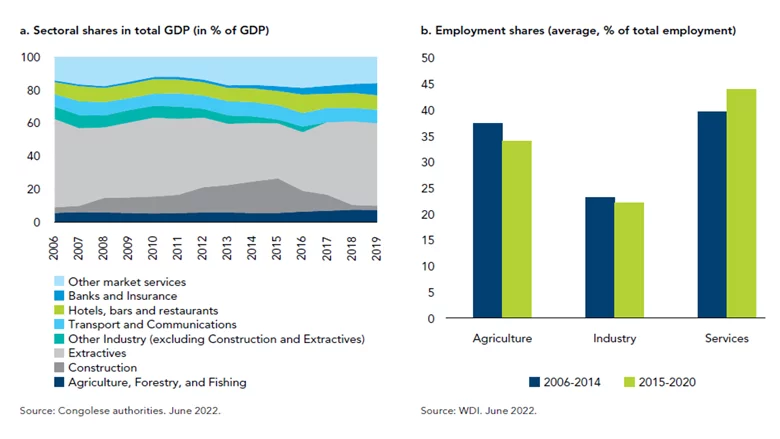 a. Sectoral shares in total GDP (in % of GDP)
100
80
60
40
20
0
2006
2007
2008
2009
2010
2011
2012
2013
2014
2015
2016
2017
2018
2019
Other market services
Banks and Insurance
Hotels, bars and restaurants
Transport and Communications
Other Industry (excluding Construction and Extractives)
Extractives
Construction
Agriculture, Forestry, and Fishing
Source: Congolese authorities. June 2022.
b. Employment shares (average, % of total employment)
50
45
40
35
30
25
20
15
10
5
0
Agriculture
Industry
Services
2006-2014
2015-2020
Source: WDI. June 2022.